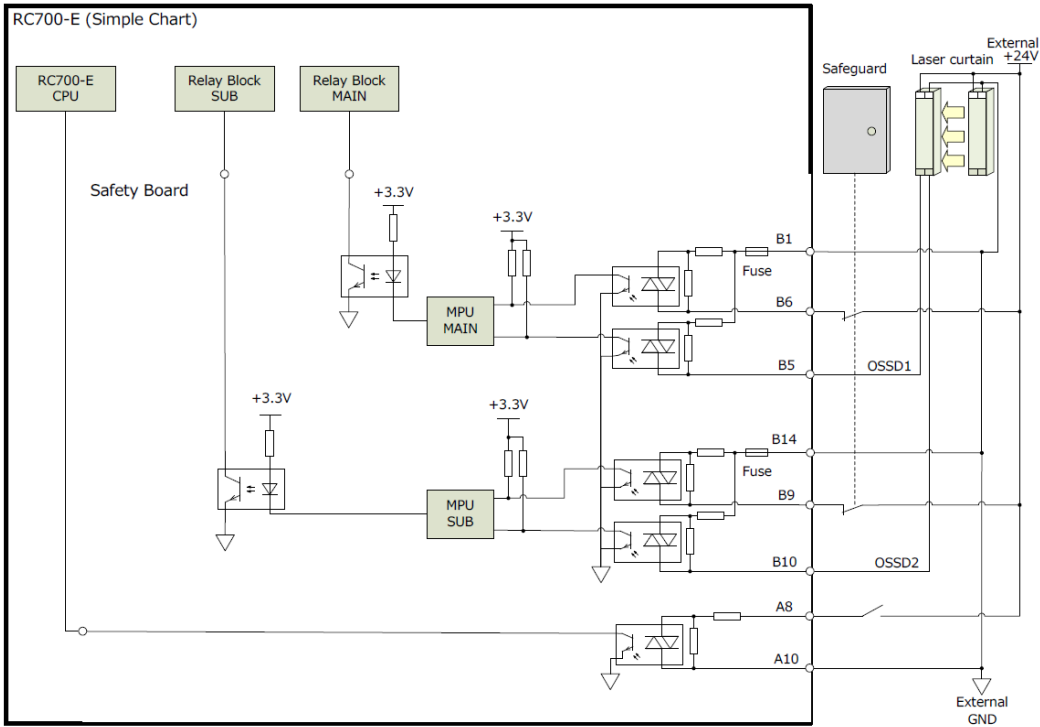 RC700-E (Simple Chart)
External
+24V
Laser curtain
Safeguard
RC700-E
CPU
Relay Block
SUB
Relay Block
MAIN
Safety Board
+3.3V
+3.3V
B1
Fuse
B6
MPU
MAIN
B5
OSSD1
+3.3V
+3.3V
B14
Fuse
B9
MPU
SUB
B10
OSSD2
A8
A10
External
GND